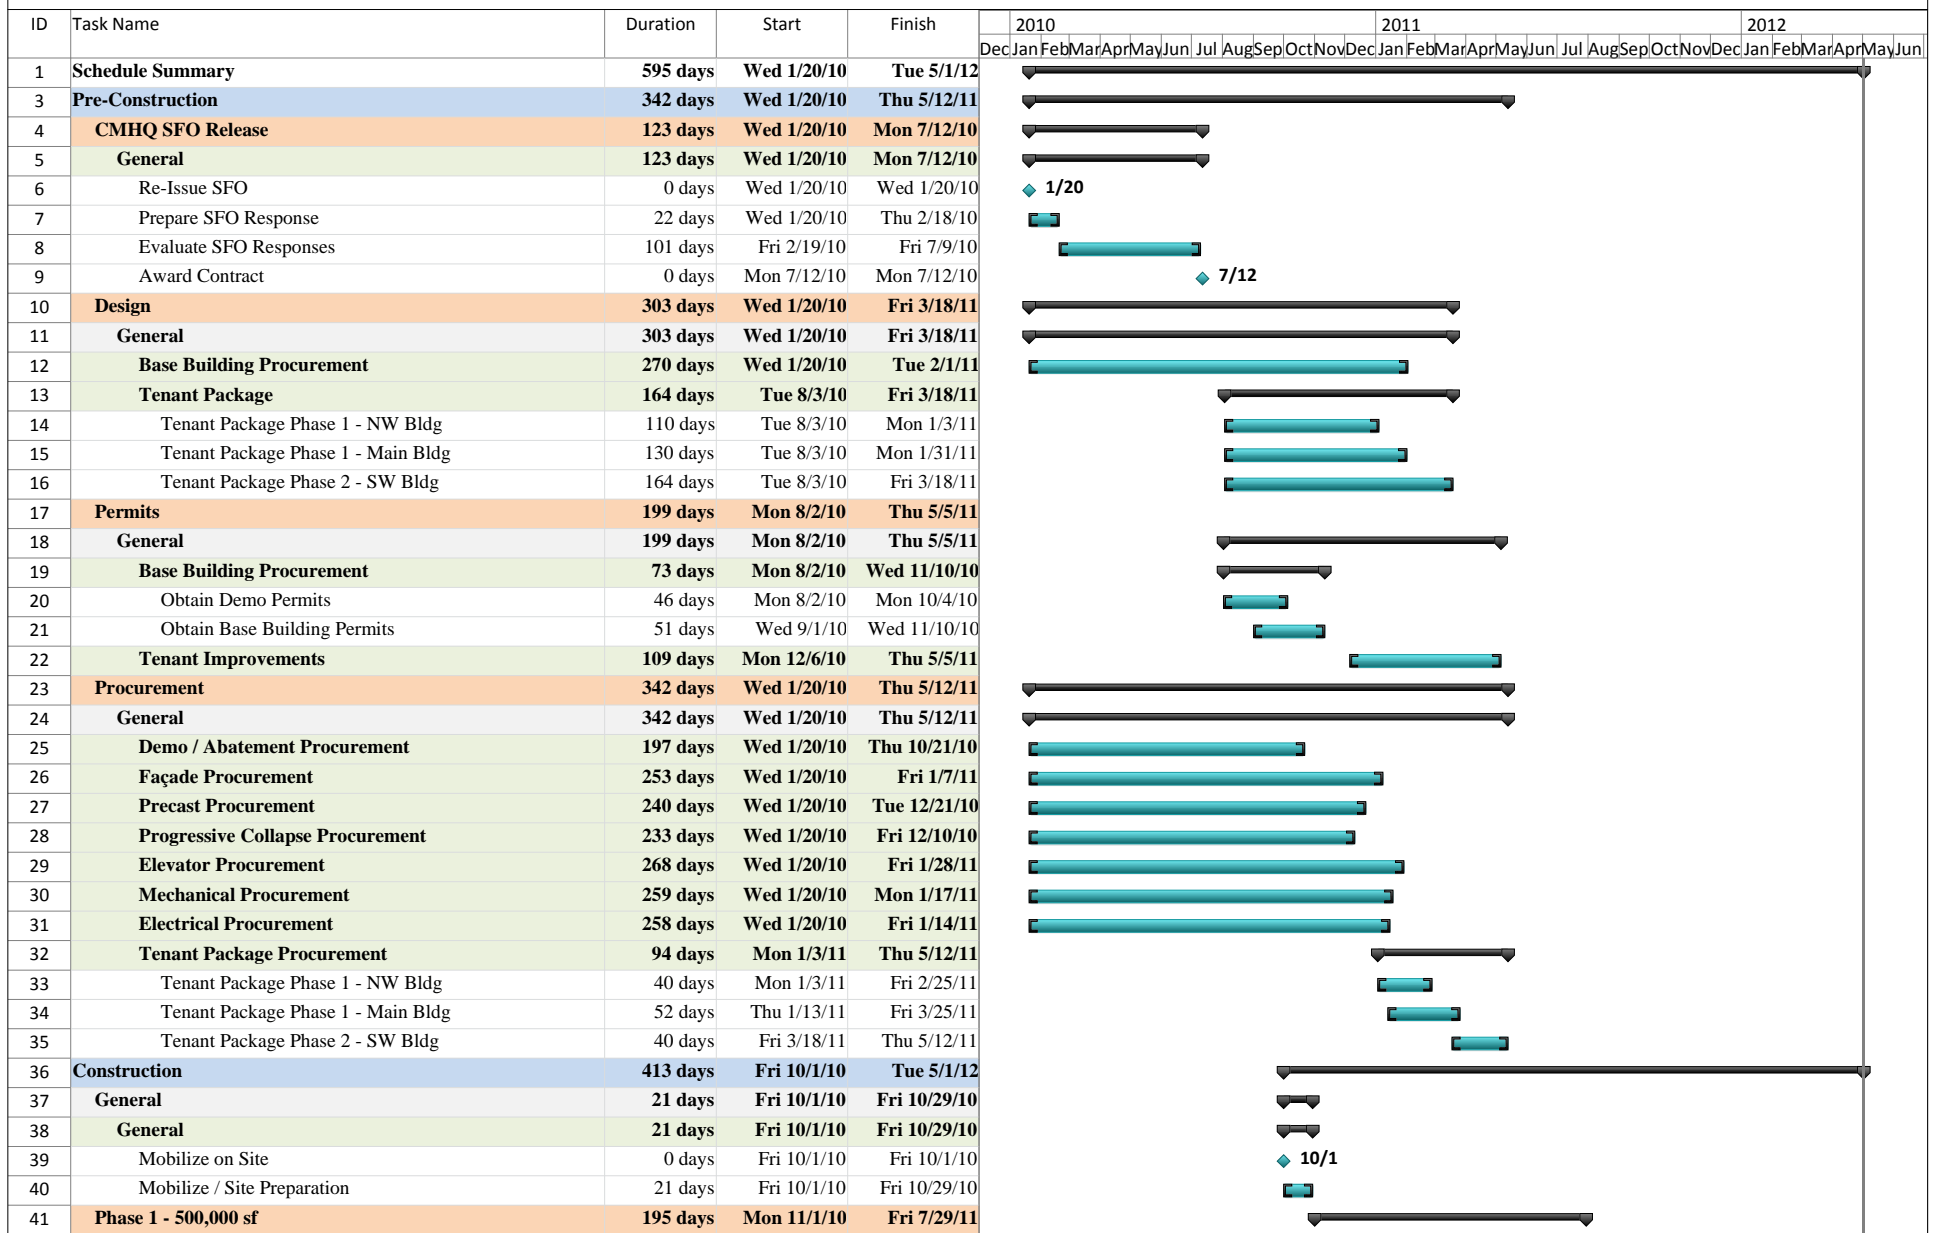 ID Task Name Duration Start Finish 2010 2011 2012
Dec Jan Feb Mar Apr May Jun Jul Aug Sep Oct Nov Dec Jan Feb Mar Apr May Jun Jul Aug Sep Oct Nov Dec Jan Feb Mar Apr May Jun
1 Schedule Summary 595 days Wed 1/20/10 Tue 5/1/12
3 Pre-Construction 342 days Wed 1/20/10 Thu 5/12/11
4 CMHQ SFO Release 123 days Wed 1/20/10 Mon 7/12/10
5 General 123 days Wed 1/20/10 Mon 7/12/10
6 Re-Issue SFO 0 days Wed 1/20/10 Wed 1/20/10 1/20
7 Prepare SFO Response 22 days Wed 1/20/10 Thu 2/18/10
8 Evaluate SFO Responses 101 days Fri 2/19/10 Fri 7/9/10
9 Award Contract 0 days Mon 7/12/10 Mon 7/12/10 7/12
10 Design 303 days Wed 1/20/10 Fri 3/18/11
11 General 303 days Wed 1/20/10 Fri 3/18/11
12 Base Building Procurement 270 days Wed 1/20/10 Tue 2/1/11
13 Tenant Package 164 days Tue 8/3/10 Fri 3/18/11
14 Tenant Package Phase 1 - NW Bldg 110 days Tue 8/3/10 Mon 1/3/11
15 Tenant Package Phase 1 - Main Bldg 130 days Tue 8/3/10 Mon 1/31/11
16 Tenant Package Phase 2 - SW Bldg 164 days Tue 8/3/10 Fri 3/18/11
17 Permits 199 days Mon 8/2/10 Thu 5/5/11
18 General 199 days Mon 8/2/10 Thu 5/5/11
19 Base Building Procurement 73 days Mon 8/2/10 Wed 11/10/10
20 Obtain Demo Permits 46 days Mon 8/2/10 Mon 10/4/10
21 Obtain Base Building Permits 51 days Wed 9/1/10 Wed 11/10/10
22 Tenant Improvements 109 days Mon 12/6/10 Thu 5/5/11
23 Procurement 342 days Wed 1/20/10 Thu 5/12/11
24 General 342 days Wed 1/20/10 Thu 5/12/11
25 Demo / Abatement Procurement 197 days Wed 1/20/10 Thu 10/21/10
26 Façade Procurement 253 days Wed 1/20/10 Fri 1/7/11
27 Precast Procurement 240 days Wed 1/20/10 Tue 12/21/10
28 Progressive Collapse Procurement 233 days Wed 1/20/10 Fri 12/10/10
29 Elevator Procurement 268 days Wed 1/20/10 Fri 1/28/11
30 Mechanical Procurement 259 days Wed 1/20/10 Mon 1/17/11
31 Electrical Procurement 258 days Wed 1/20/10 Fri 1/14/11
32 Tenant Package Procurement 94 days Mon 1/3/11 Thu 5/12/11
33 Tenant Package Phase 1 - NW Bldg 40 days Mon 1/3/11 Fri 2/25/11
34 Tenant Package Phase 1 - Main Bldg 52 days Thu 1/13/11 Fri 3/25/11
35 Tenant Package Phase 2 - SW Bldg 40 days Fri 3/18/11 Thu 5/12/11
36 Construction 413 days Fri 10/1/10 Tue 5/1/12
37 General 21 days Fri 10/1/10 Fri 10/29/10
38 General 21 days Fri 10/1/10 Fri 10/29/10
39 Mobilize on Site 0 days Fri 10/1/10 Fri 10/1/10 10/1
40 Mobilize / Site Preparation 21 days Fri 10/1/10 Fri 10/29/10
41 Phase 1 - 500,000 sf 195 days Mon 11/1/10 Fri 7/29/11